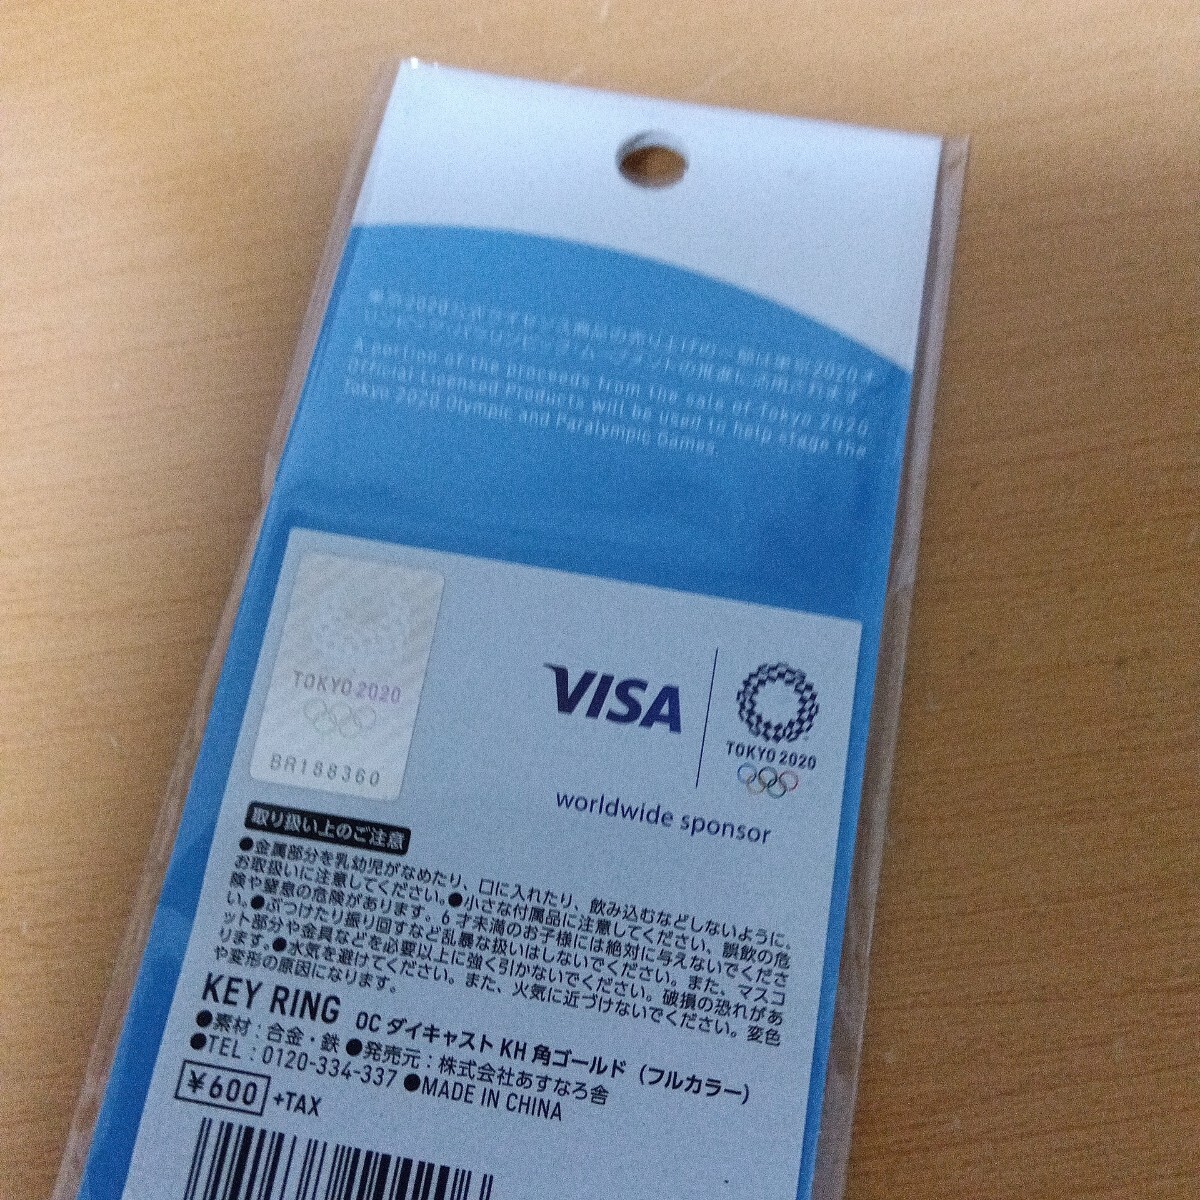 東京2020公式ライセンス商品の売り上げの一部は東京2020オ
リンピック・パラリンピック・ムーブメントの推進に活用されます。
A portion of the proceeds from the sale of Tokyo 2020
Official Licensed Products will be used to help stage the
Tokyo 2020 Olympic and Paralympic Games.
TOKYO 2020
BR188360
VISA
TOKYO 2020
worldwide sponsor
取り扱い上のご注意
●金属部分を乳幼児がなめたり、口に入れたり、飲み込むなどしないように、
お取扱いに注意してください。●小さな付属品に注意してください、誤飲の危
険や窒息の危険があります、6才未満のお子様には絶対に与えないでくださ
い。●ぶつけたり振り回すなど乱暴な扱いはしないでください。また、マスコ
ット部分や金具などを必要以上に強く引かないでください。破損の恐れがあ
ります。●水気を避けてください。また、火気に近づけないでください。変色
や変形の原因になります。
KEY RING OC ダイキャスト KH 角ゴールド（フルカラー）
●素材：合金・鉄 ●発売元：株式会社あすなろ舎
●TEL：0120-334-337 ●MADE IN CHINA
¥600 +TAX